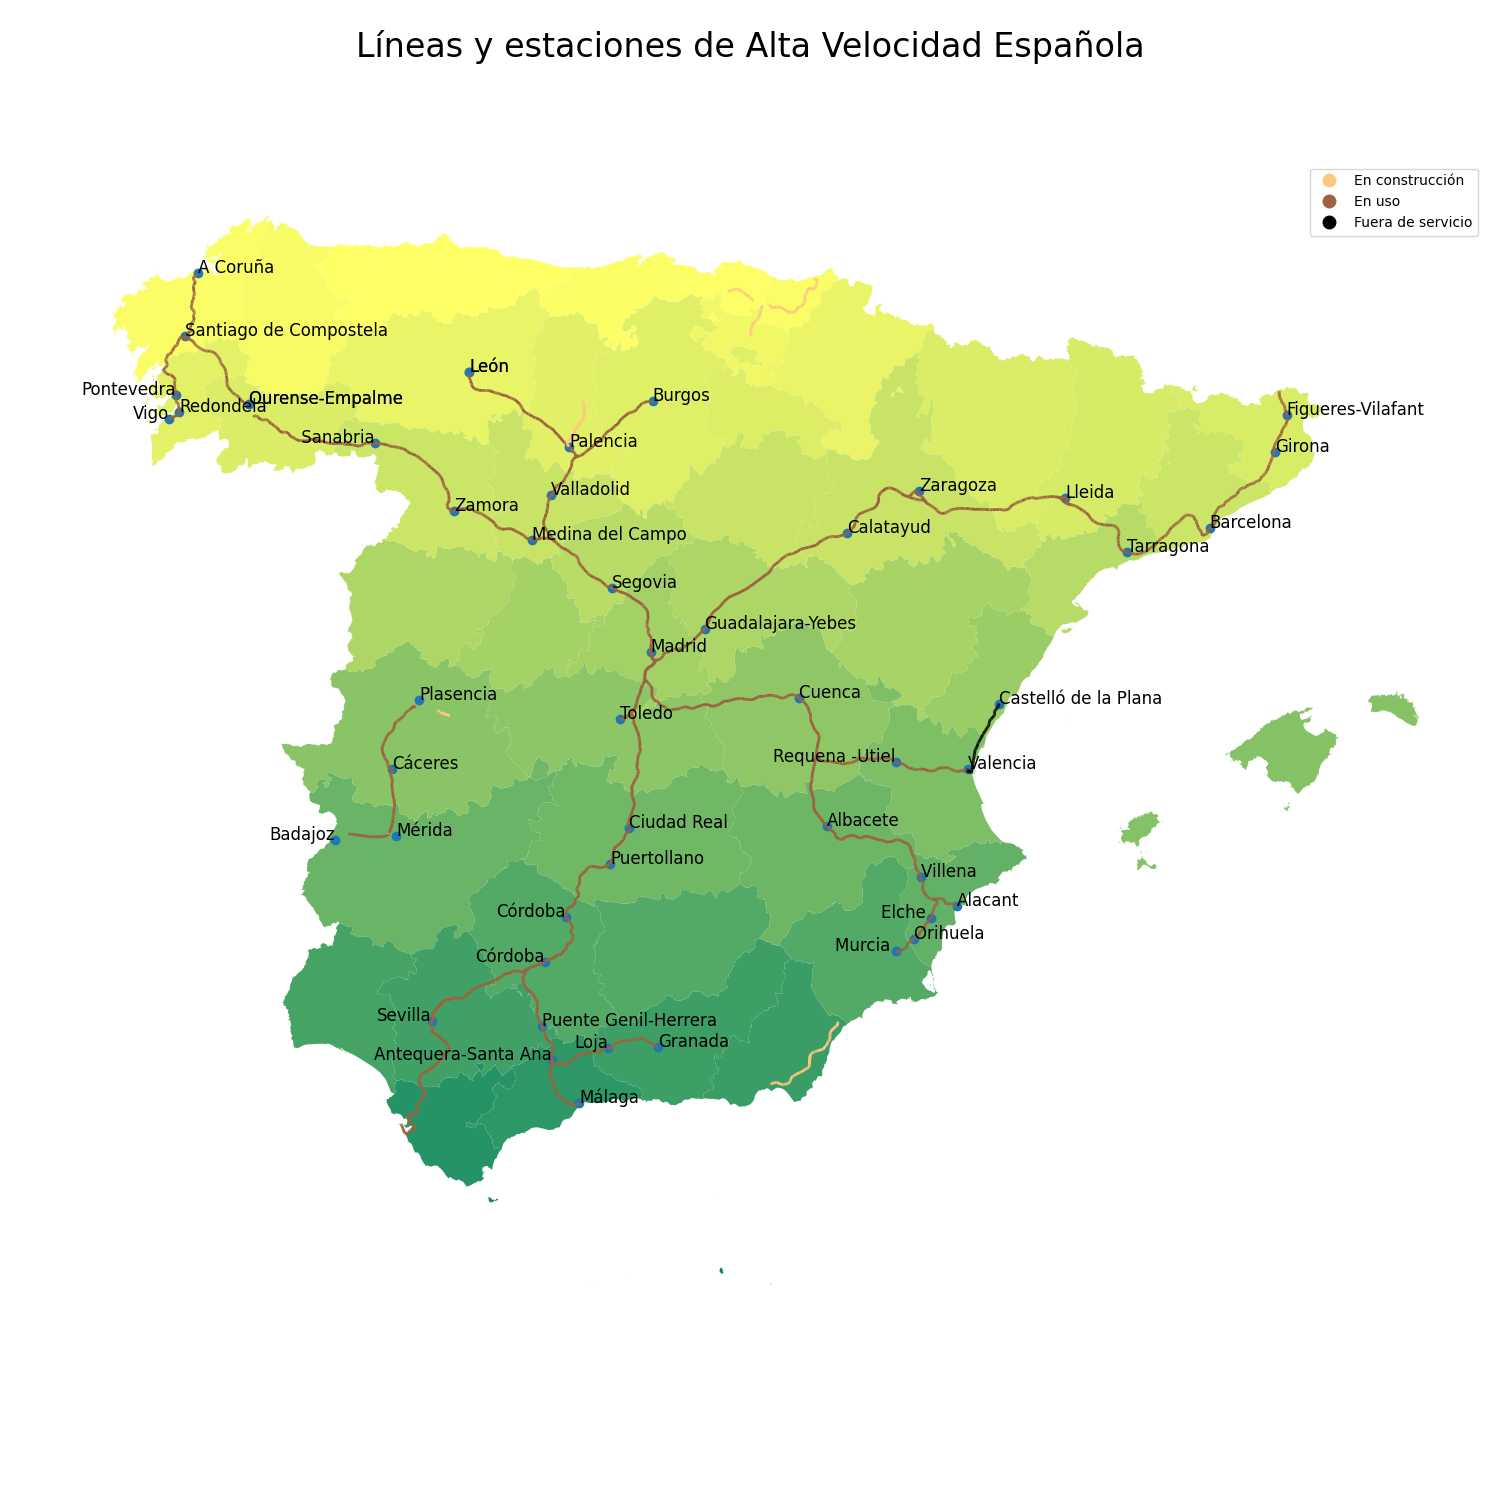 Líneas y estaciones de Alta Velocidad Española
En construcción
En uso
Fuera de servicio
A Coruña
Santiago de Compostela
León
Pontevedra
Ourense-Empalme
Burgos
Vigo
Redondela
Figueres-Vilafant
Sanabria
Palencia
Girona
Zaragoza
Valladolid
Lleida
Zamora
Barcelona
Calatayud
Medina del Campo
Tarragona
Segovia
Guadalajara-Yebes
Madrid
Plasencia
Cuenca
Castelló de la Plana
Toledo
Requena -Utiel
Cáceres
Valencia
Albacete
Ciudad Real
Mérida
Badajoz
Puertollano
Villena
Alacant
Córdoba
Elche
Orihuela
Murcia
Córdoba
Sevilla
Puente Genil-Herrera
Loja
Granada
Antequera-Santa Ana
Málaga